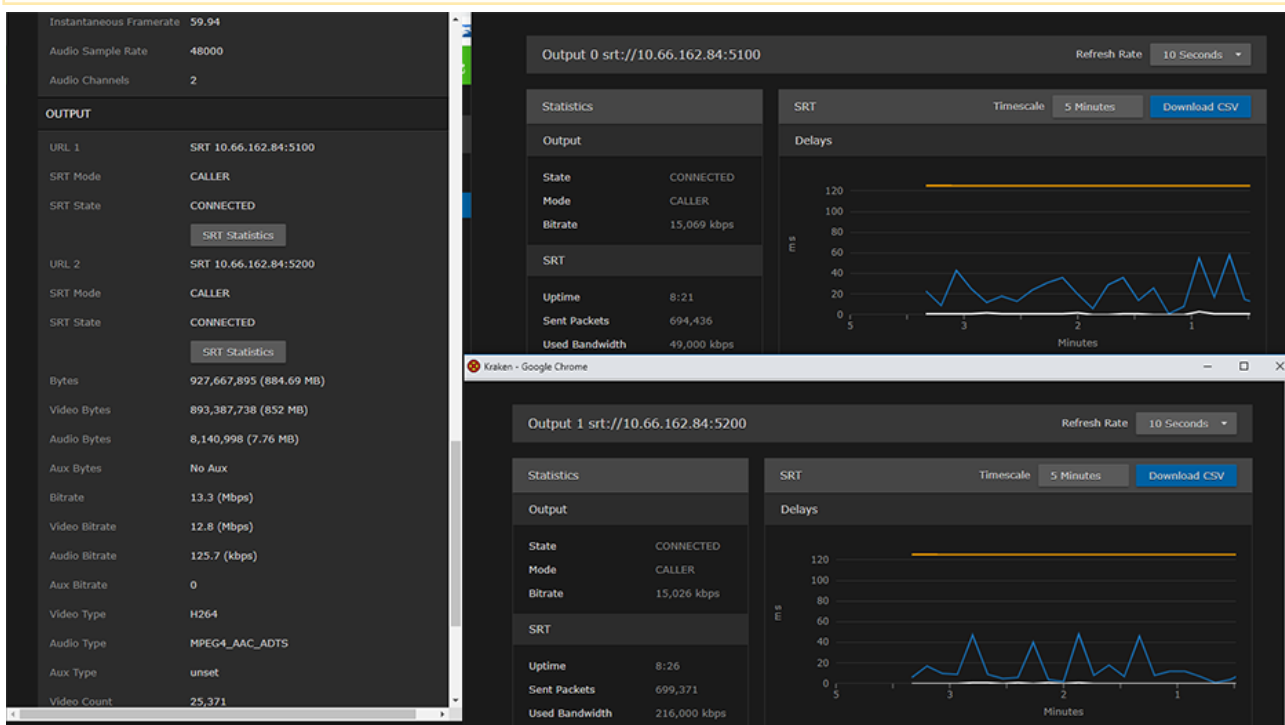 Instantaneous Framerate 59.94
Audio Sample Rate 48000
Audio Channels 2
OUTPUT
URL 1 SRT 10.66.162.84:5100
SRT Mode CALLER
SRT State CONNECTED
SRT Statistics
URL 2 SRT 10.66.162.84:5200
SRT Mode CALLER
SRT State CONNECTED
SRT Statistics
Bytes 927,667,895 (884.69 MB)
Video Bytes 893,387,738 (852 MB)
Audio Bytes 8,140,998 (7.76 MB)
Aux Bytes No Aux
Bitrate 13.3 (Mbps)
Video Bitrate 12.8 (Mbps)
Audio Bitrate 125.7 (kbps)
Aux Bitrate 0
Video Type H264
Audio Type MPEG4_AAC_ADTS
Aux Type unset
Video Count 25,371
Output 0 srt://10.66.162.84:5100 Refresh Rate 10 Seconds
Statistics
Output
State CONNECTED
Mode CALLER
Bitrate 15,069 kbps
SRT
Uptime 8:21
Sent Packets 694,436
Used Bandwidth 49,000 kbps
SRT Timescale 5 Minutes Download CSV
Delays
120
100
80
60
40
20
0
ms
5 3 2 1
Minutes
Kraken - Google Chrome
Output 1 srt://10.66.162.84:5200 Refresh Rate 10 Seconds
Statistics
Output
State CONNECTED
Mode CALLER
Bitrate 15,026 kbps
SRT
Uptime 8:26
Sent Packets 699,371
Used Bandwidth 216,000 kbps
SRT Timescale 5 Minutes Download CSV
Delays
120
100
80
60
40
20
0
ms
5 3 2 1
Minutes